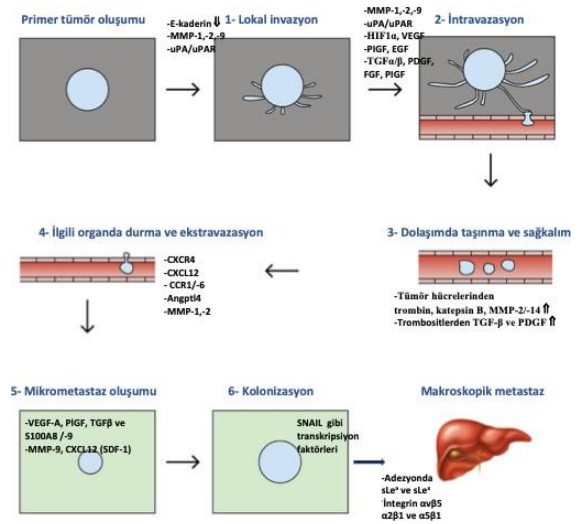 Primer tümör oluşumu
-E-kaderin ⇓
-MMP-1,-2,-9
-uPA/uPAR
1- Lokal invazyon
-MMP-1,-2,-9
-uPA/uPAR
-HIF1α, VEGF
-PIGF, EGF
-TGFα/β, PDGF,
FGF, PIGF
2- İntravazasyon
3- Dolaşımda taşınma ve sağkalım
-Tümör hücrelerinden
trombin, katepsin B, MMP-2/-14 ⇑
-Trombositlerden TGF-β ve PDGF ⇑
4- İlgili organda durma ve ekstravazasyon
-CXCR4
-CXCL12
- CCR1/-6
-Angptl4
-MMP-1,-2
5- Mikrometastaz oluşumu
-VEGF-A, PlGF, TGFβ ve
S100A8 /-9
-MMP-9, CXCL12 (SDF-1)
6- Kolonizasyon
SNAIL gibi
transkripsiyon
faktörleri
Makroskopik metastaz
-Adezyonda
sLeᵃ ve sLeˣ
İntegrin αvβ5
α2β1 ve α5β1